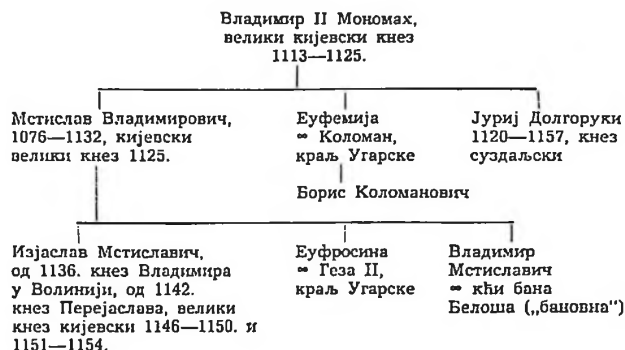 Владимир II Мономах,
велики кијевски кнез
1113—1125.
Мстислав Владимирович,
1076—1132, кијевски
велики кнез 1125.
Еуфемија
∞ Коломан,
краљ Угарске
Јуриј Долгоруки
1120—1157, кнез
суздаљски
Борис Коломанович
Изјаслав Мстиславич,
од 1136. кнез Владимира
у Волинији, од 1142.
кнез Перејаслава, велики
кнез кијевски 1146—1150. и
1151—1154.
Еуфросина
∞ Геза II,
краљ Угарске
Владимир
Мстиславич
∞ кћи бана
Белоша („бановна“)